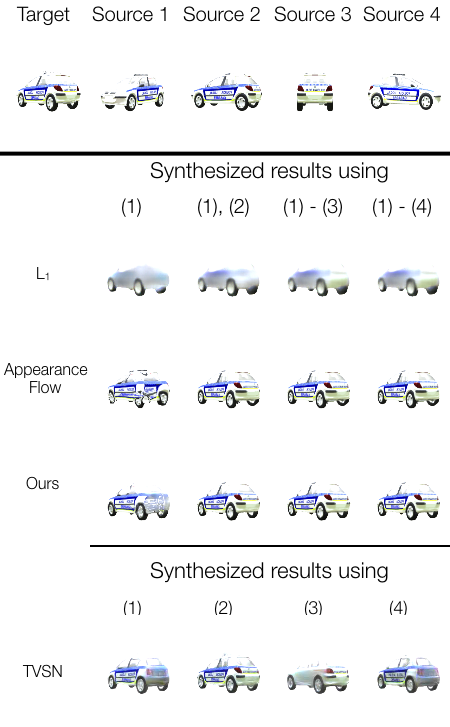 Target Source 1 Source 2 Source 3 Source 4
Synthesized results using
(1) (1), (2) (1) - (3) (1) - (4)
L₁
Appearance
Flow
Ours
Synthesized results using
(1) (2) (3) (4)
TVSN